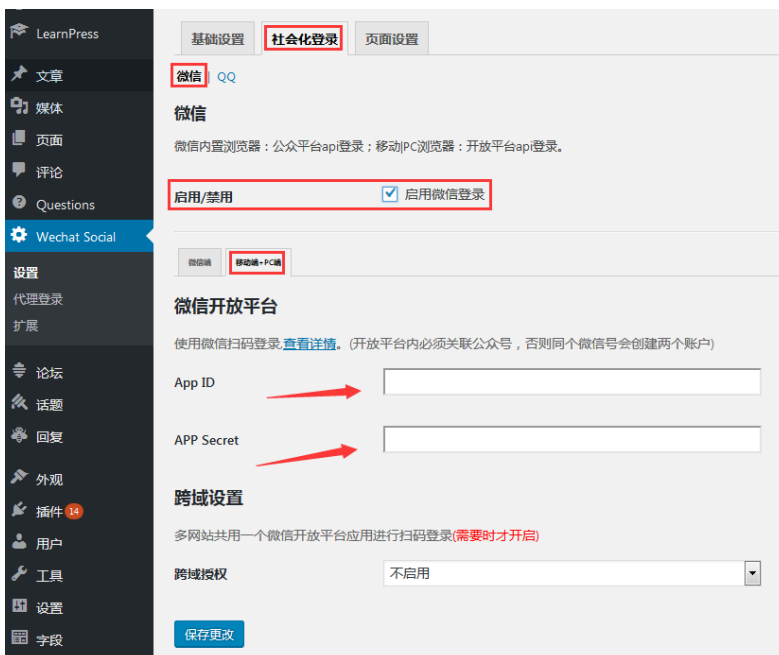 LearnPress
文章
媒体
页面
评论
Questions
Wechat Social
设置
代理登录
扩展
论坛
话题
回复
外观
插件 14
用户
工具
设置
字段
基础设置 社会化登录 页面设置
微信 | QQ
微信
微信内置浏览器：公众平台api登录；移动|PC浏览器：开放平台api登录。
启用/禁用 启用微信登录
微信端 移动端+PC端
微信开放平台
使用微信扫码登录,查看详情。(开放平台内必须关联公众号，否则同个微信号会创建两个账户)
App ID
APP Secret
跨域设置
多网站共用一个微信开放平台应用进行扫码登录(需要时才开启)
跨域授权 不启用
保存更改